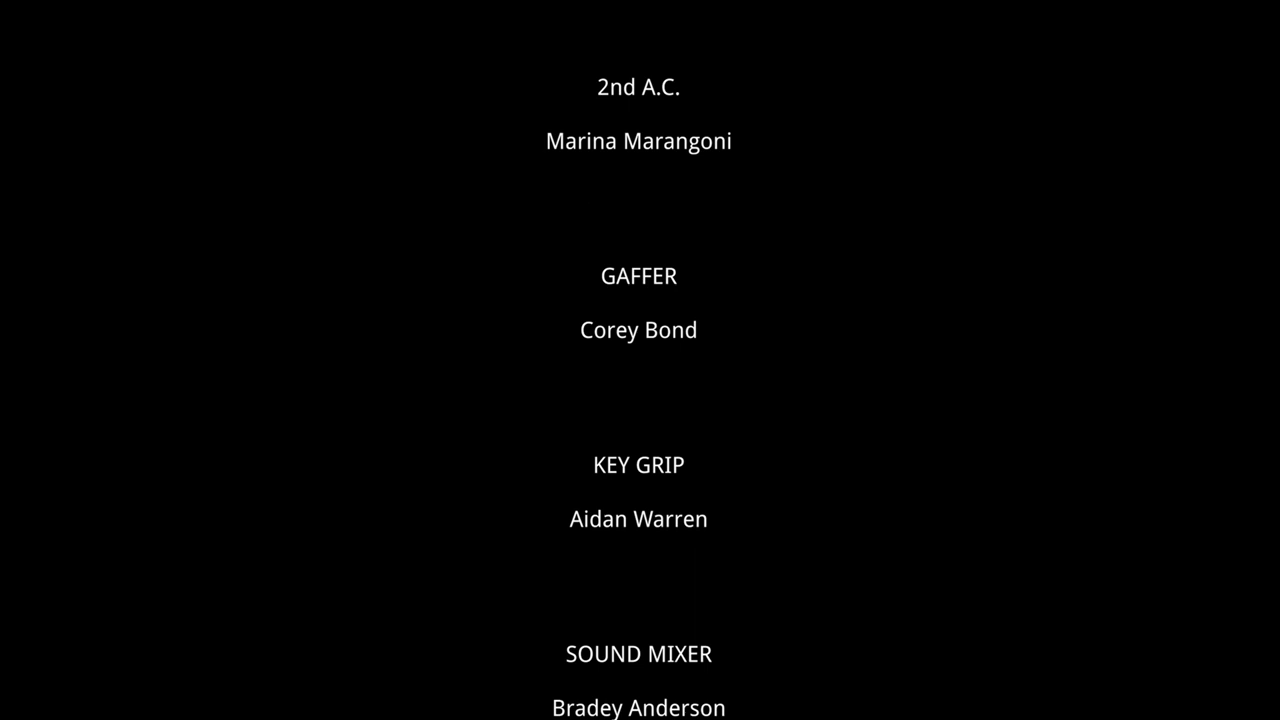 2nd A.C.
Marina Marangoni
GAFFER
Corey Bond
KEY GRIP
Aidan Warren
SOUND MIXER
Bradey Anderson